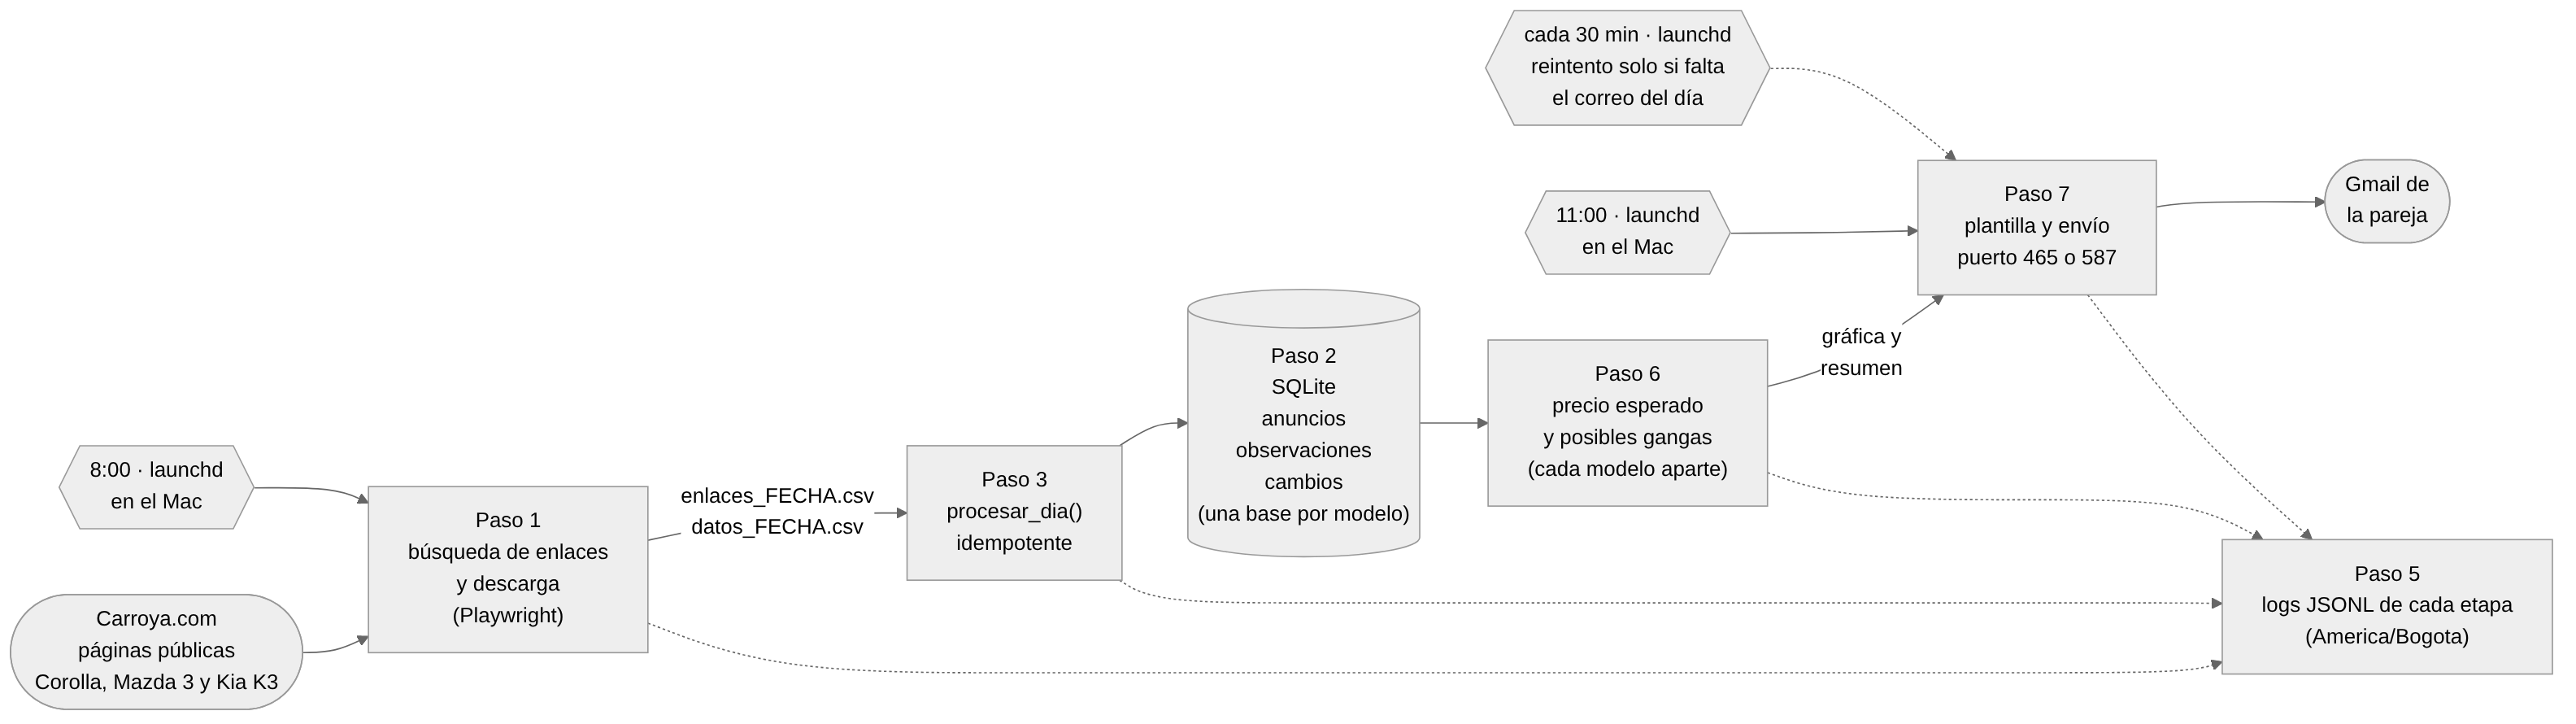 cada 30 min · launchd
reintento solo si falta
el correo del día
11:00 · launchd
en el Mac
Paso 7
plantilla y envío
puerto 465 o 587
Gmail de
la pareja
8:00 · launchd
en el Mac
Carroya.com
páginas públicas
Corolla, Mazda 3 y Kia K3
Paso 1
búsqueda de enlaces
y descarga
(Playwright)
enlaces_FECHA.csv
datos_FECHA.csv
Paso 3
procesar_dia()
idempotente
Paso 2
SQLite
anuncios
observaciones
cambios
(una base por modelo)
Paso 6
precio esperado
y posibles gangas
(cada modelo aparte)
gráfica y
resumen
Paso 5
logs JSONL de cada etapa
(America/Bogota)